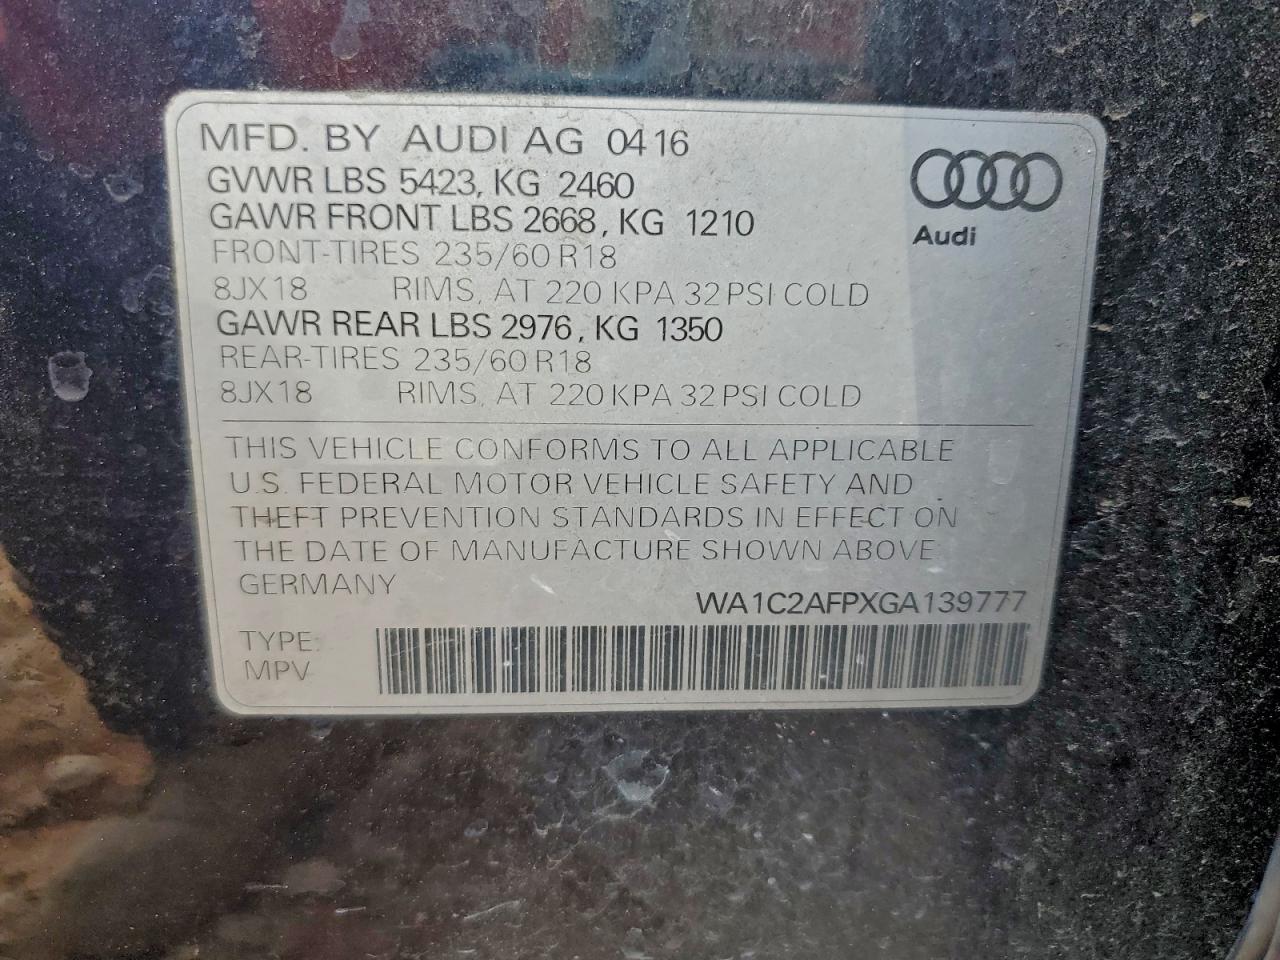 MFD. BY AUDI AG 04 16
GVWR LBS 5423, KG 2460
GAWR FRONT LBS 2668, KG 1210
FRONT-TIRES 235/60 R18
8JX18 RIMS, AT 220 KPA 32 PSI COLD
GAWR REAR LBS 2976, KG 1350
REAR-TIRES 235/60 R18
8JX18 RIMS, AT 220 KPA 32 PSI COLD
Audi
THIS VEHICLE CONFORMS TO ALL APPLICABLE
U.S. FEDERAL MOTOR VEHICLE SAFETY AND
THEFT PREVENTION STANDARDS IN EFFECT ON
THE DATE OF MANUFACTURE SHOWN ABOVE.
GERMANY
WA1C2AFPXGA139777
TYPE:
MPV